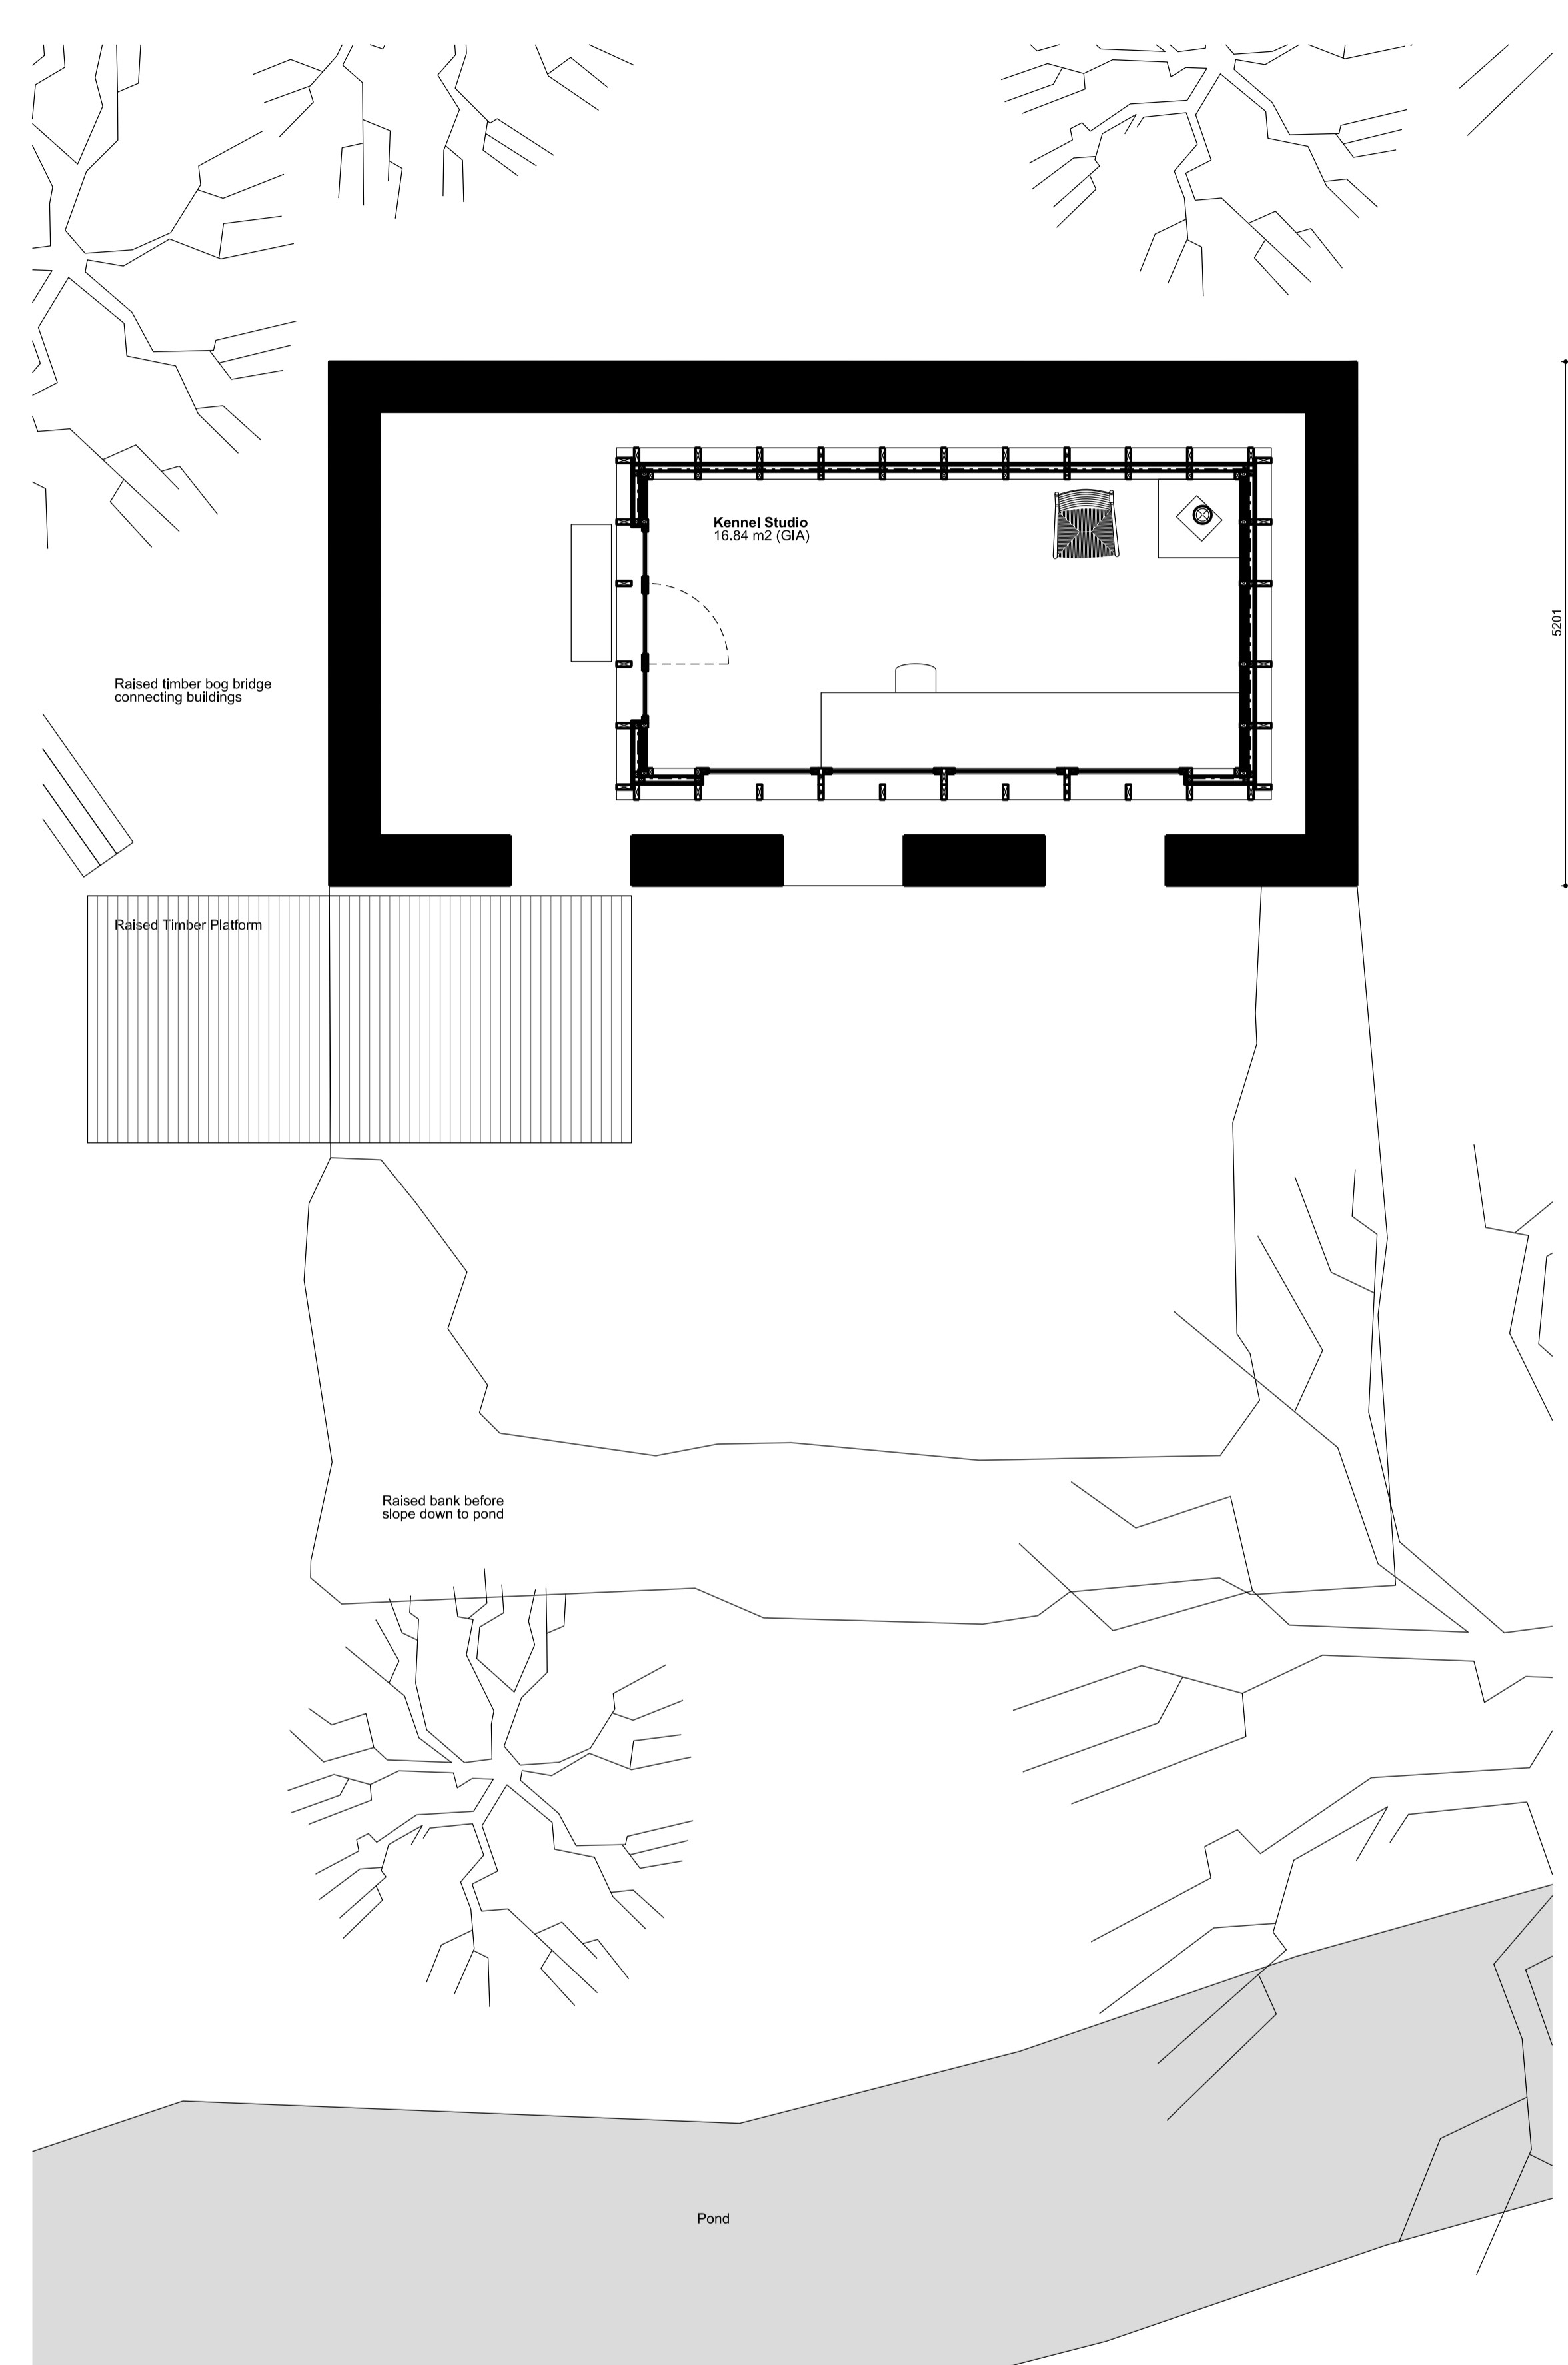 Kennel Studio
16.84 m2 (GIA)
5201
Raised timber bog bridge
connecting buildings
Raised Timber Platform
Raised bank before
slope down to pond
Pond